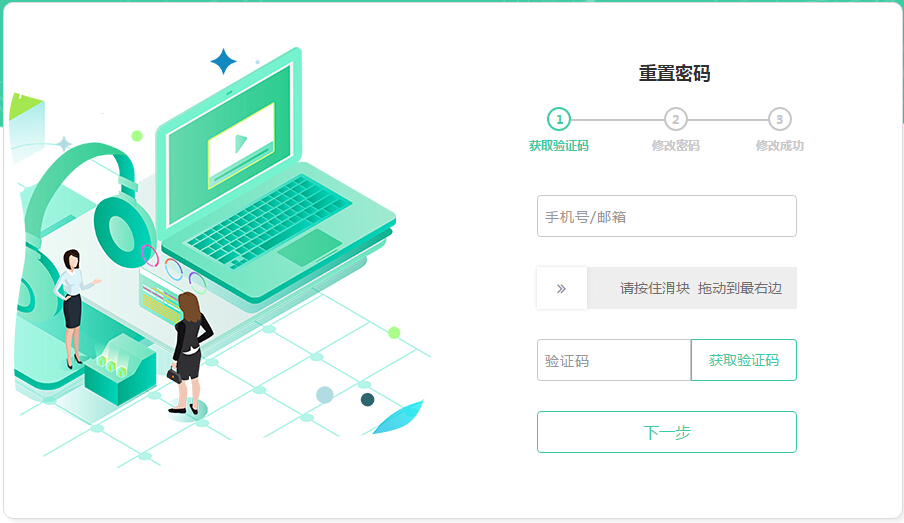 重置密码
1 2 3
获取验证码 修改密码 修改成功
手机号/邮箱
» 请按住滑块 拖动到最右边
验证码 获取验证码
下一步